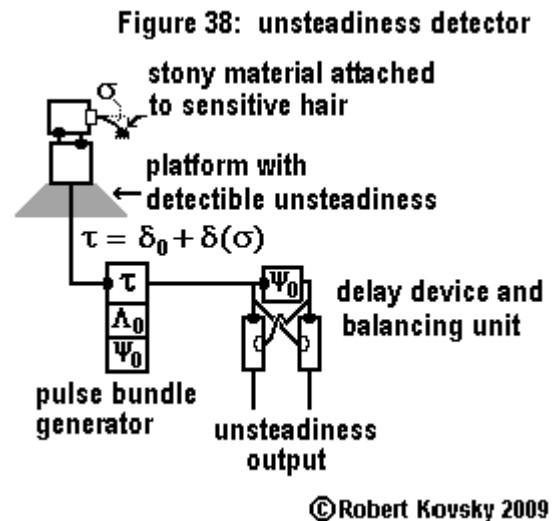 Figure 38: unsteadiness detector
σ
stony material attached
to sensitive hair
platform with
detectible unsteadiness
τ = δ₀ + δ(σ)
τ
Λ₀
Ψ₀
Ψ₀
delay device and
balancing unit
pulse bundle
generator
unsteadiness
output
©Robert Kovsky 2009